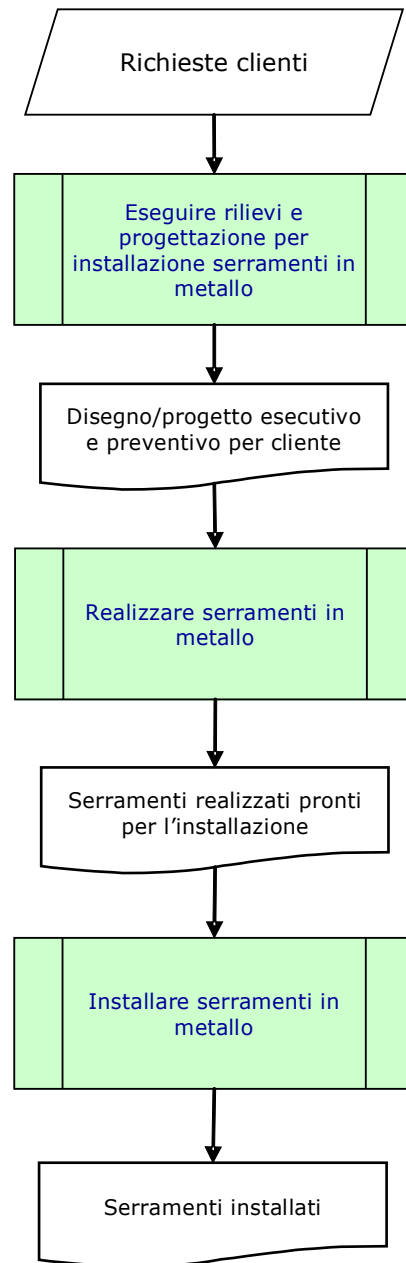 Richieste clienti
Eseguire rilievi e
progettazione per
installazione serramenti in
metallo
Disegno/progetto esecutivo
e preventivo per cliente
Realizzare serramenti in
metallo
Serramenti realizzati pronti
per l’installazione
Installare serramenti in
metallo
Serramenti installati